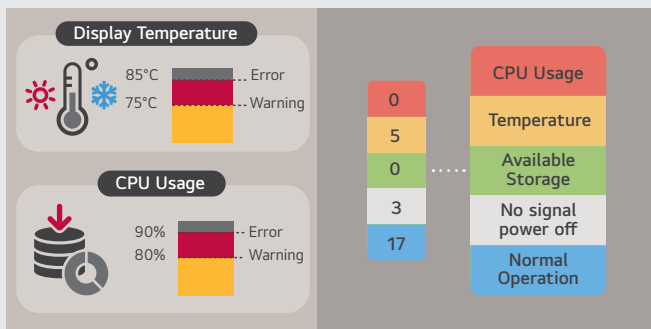 Display Temperature
85°C
Error
75°C
Warning
CPU Usage
90%
Error
80%
Warning
0
5
0
3
17
CPU Usage
Temperature
Available
Storage
No signal
power off
Normal
Operation